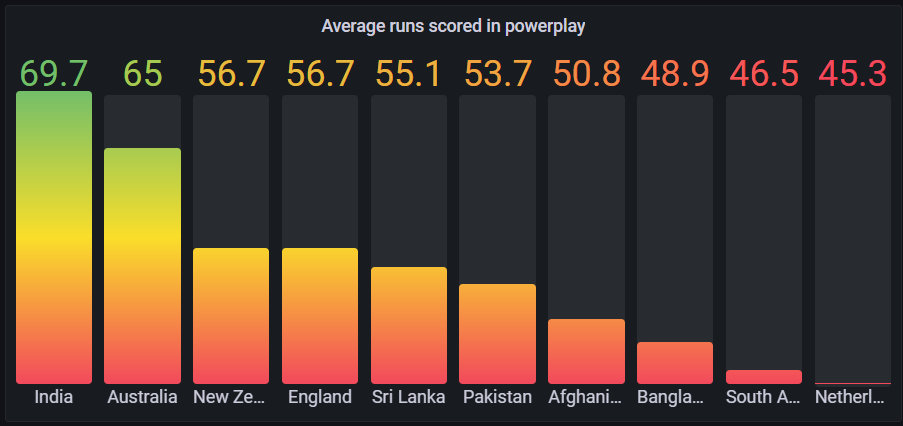 Average runs scored in powerplay
69.7 65 56.7 56.7 55.1 53.7 50.8 48.9 46.5 45.3
India Australia New Ze... England Sri Lanka Pakistan Afghani... Bangla... South A... Netherl...